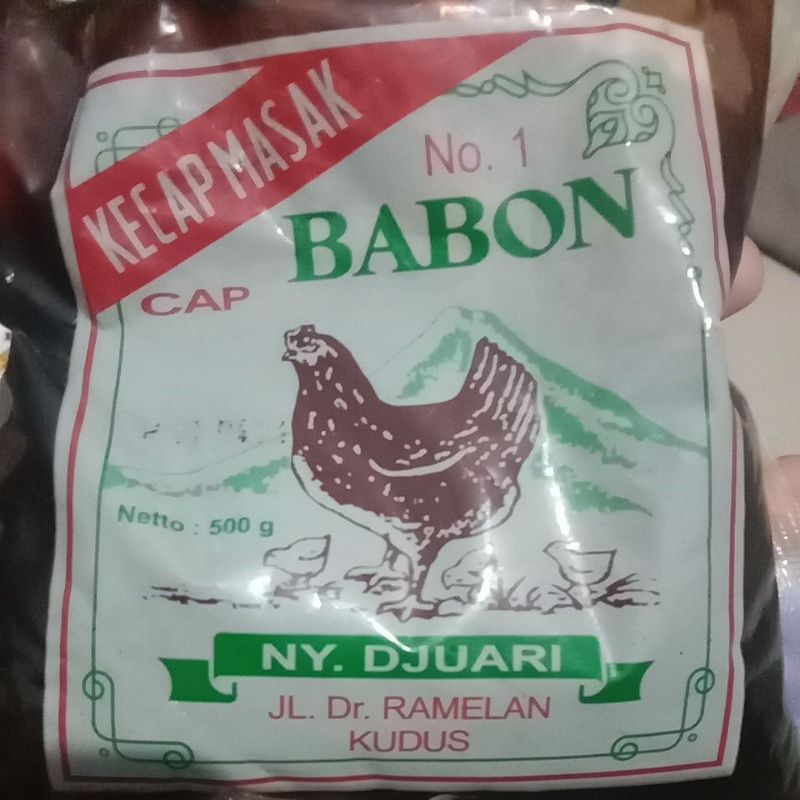 KECAP MASAK
No. 1
BABON
CAP
Netto : 500 g
NY. DJUARI
JL. Dr. RAMELAN
KUDUS